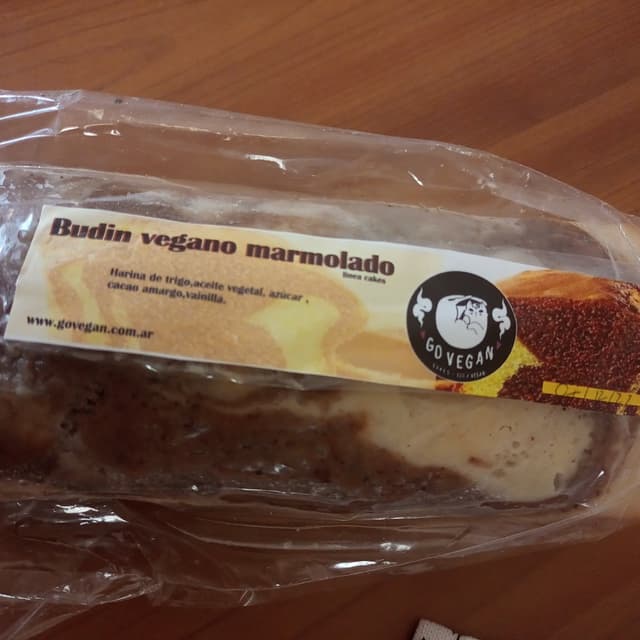 Budin vegano marmolado
linea cakes
Harina de trigo,aceite vegetal, azucar ,
cacao amargo,vainilla.
www.govegan.com.ar
GO VEGAN